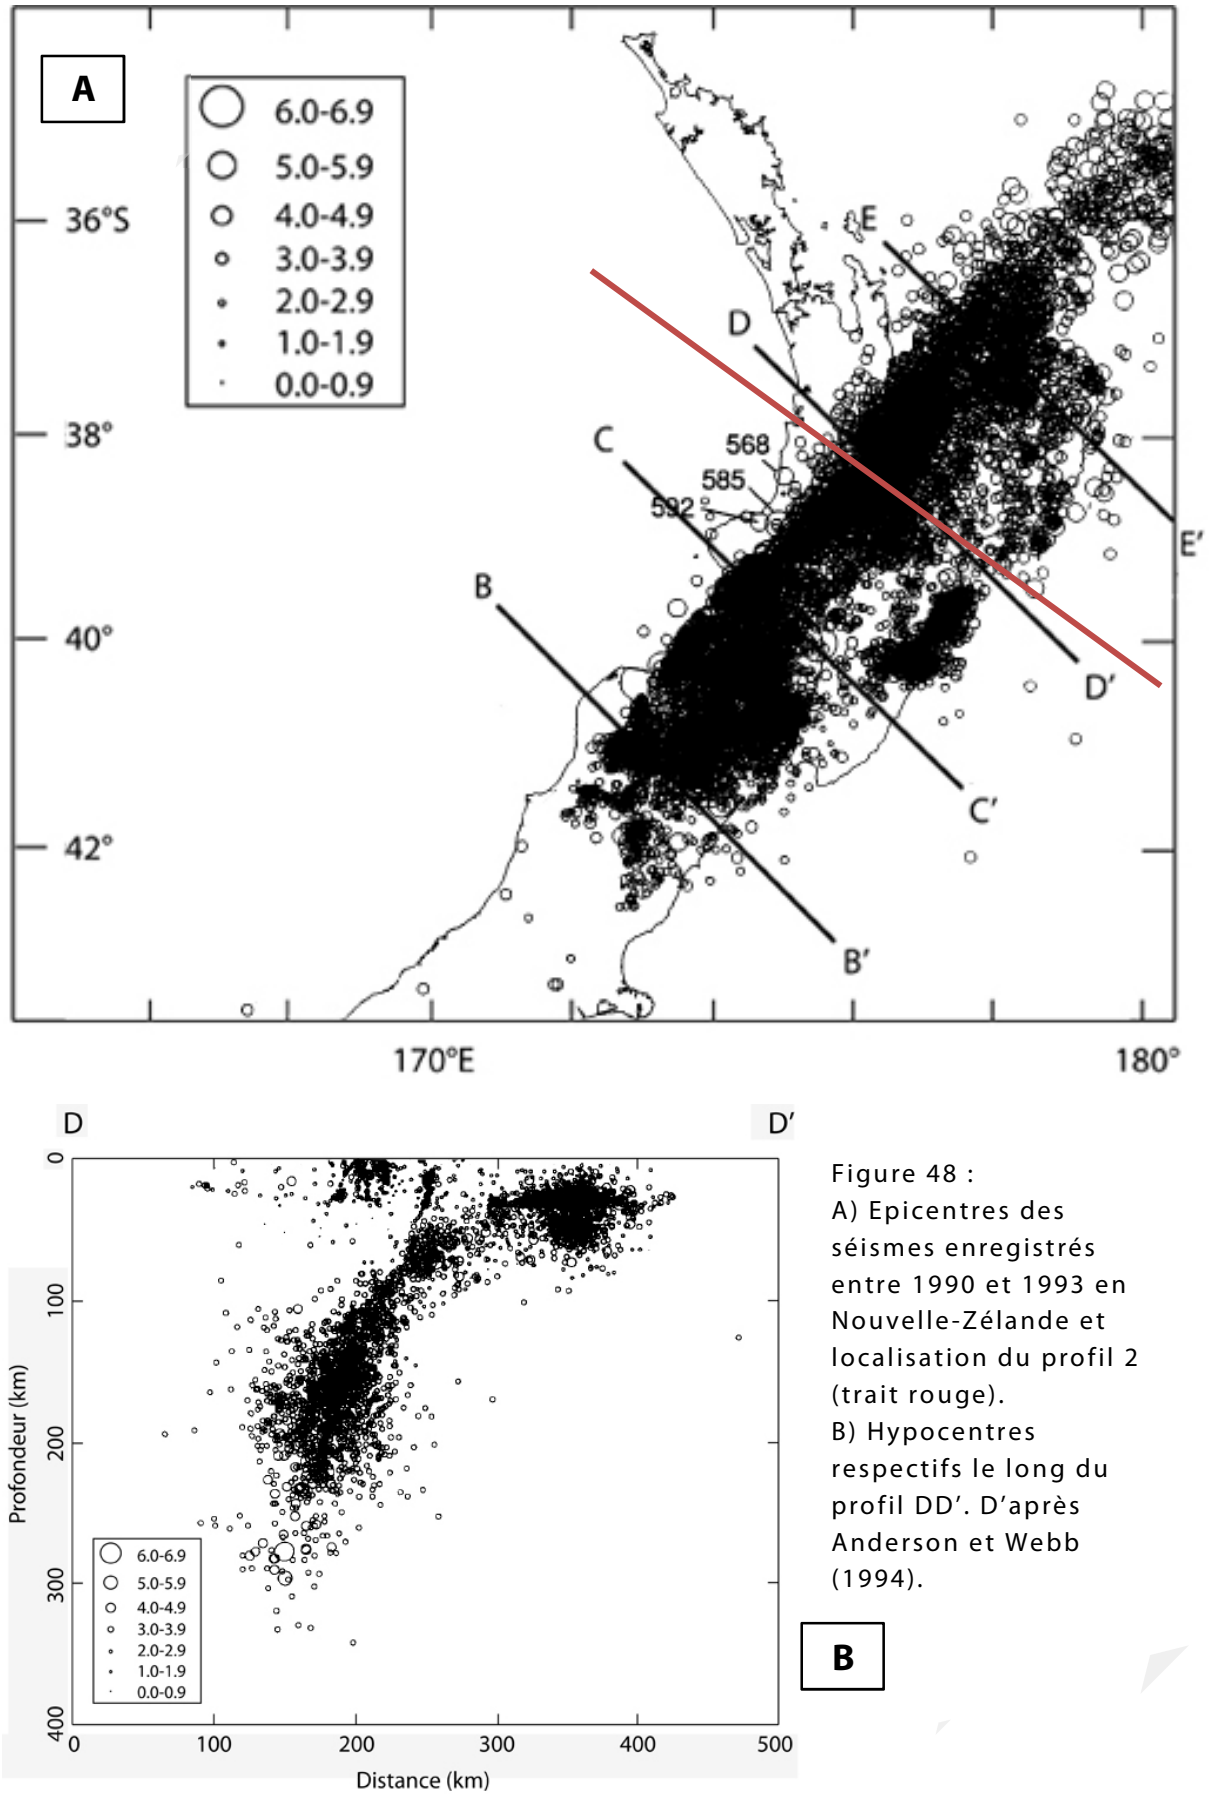 A
6.0-6.9
5.0-5.9
4.0-4.9
3.0-3.9
2.0-2.9
1.0-1.9
0.0-0.9
36°S
38°
40°
42°
E
D
C
B
568
585
592
E’
D’
C’
B’
170°E
180°
D
D’
0
100
200
300
400
Profondeur (km)
6.0-6.9
5.0-5.9
4.0-4.9
3.0-3.9
2.0-2.9
1.0-1.9
0.0-0.9
0
100
200
300
400
500
Distance (km)
Figure 48 :
A) Epicentres des
séismes enregistrés
entre 1990 et 1993 en
Nouvelle-Zélande et
localisation du profil 2
(trait rouge).
B) Hypocentres
respectifs le long du
profil DD’. D’après
Anderson et Webb
(1994).
B